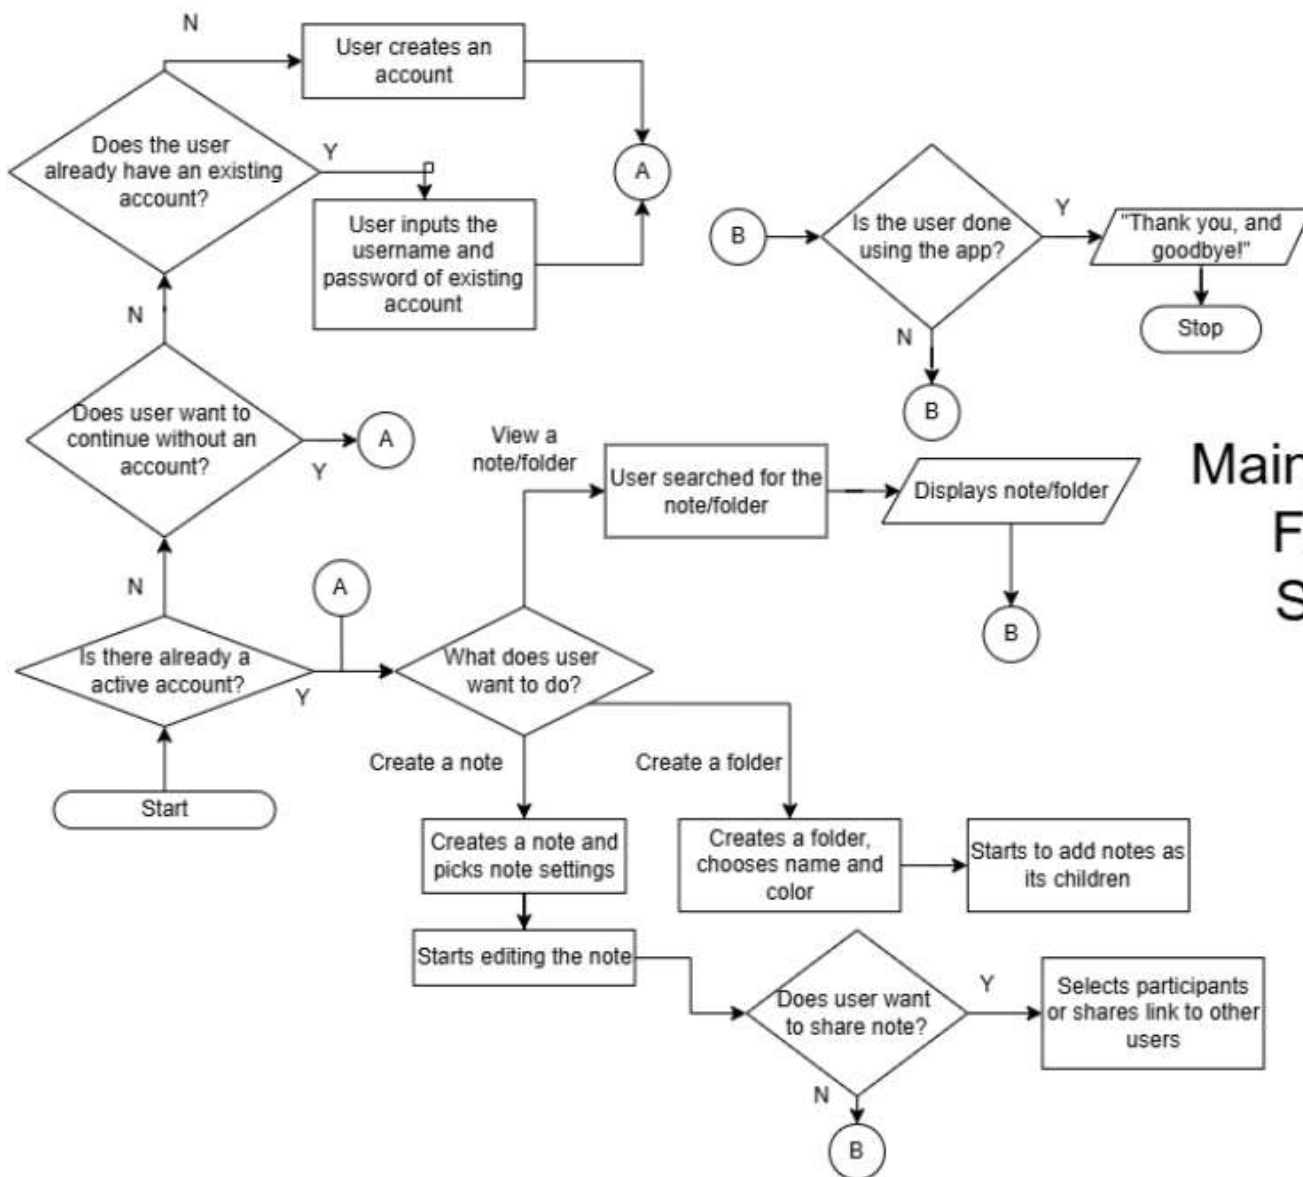 N
User creates an
account
Does the user
already have an existing
account?
Y
A
User inputs the
username and
password of existing
account
B
Is the user done
using the app?
Y
"Thank you, and
goodbye!"
Stop
N
B
N
Does user want to
continue without an
account?
Y
A
View a
note/folder
User searched for the
note/folder
Displays note/folder
B
Main
N
A
Is there already a
active account?
Y
What does user
want to do?
Start
Create a note
Create a folder
Creates a note and
picks note settings
Creates a folder,
chooses name and
color
Starts to add notes as
its children
Starts editing the note
Does user want
to share note?
Y
Selects participants
or shares link to other
users
N
B